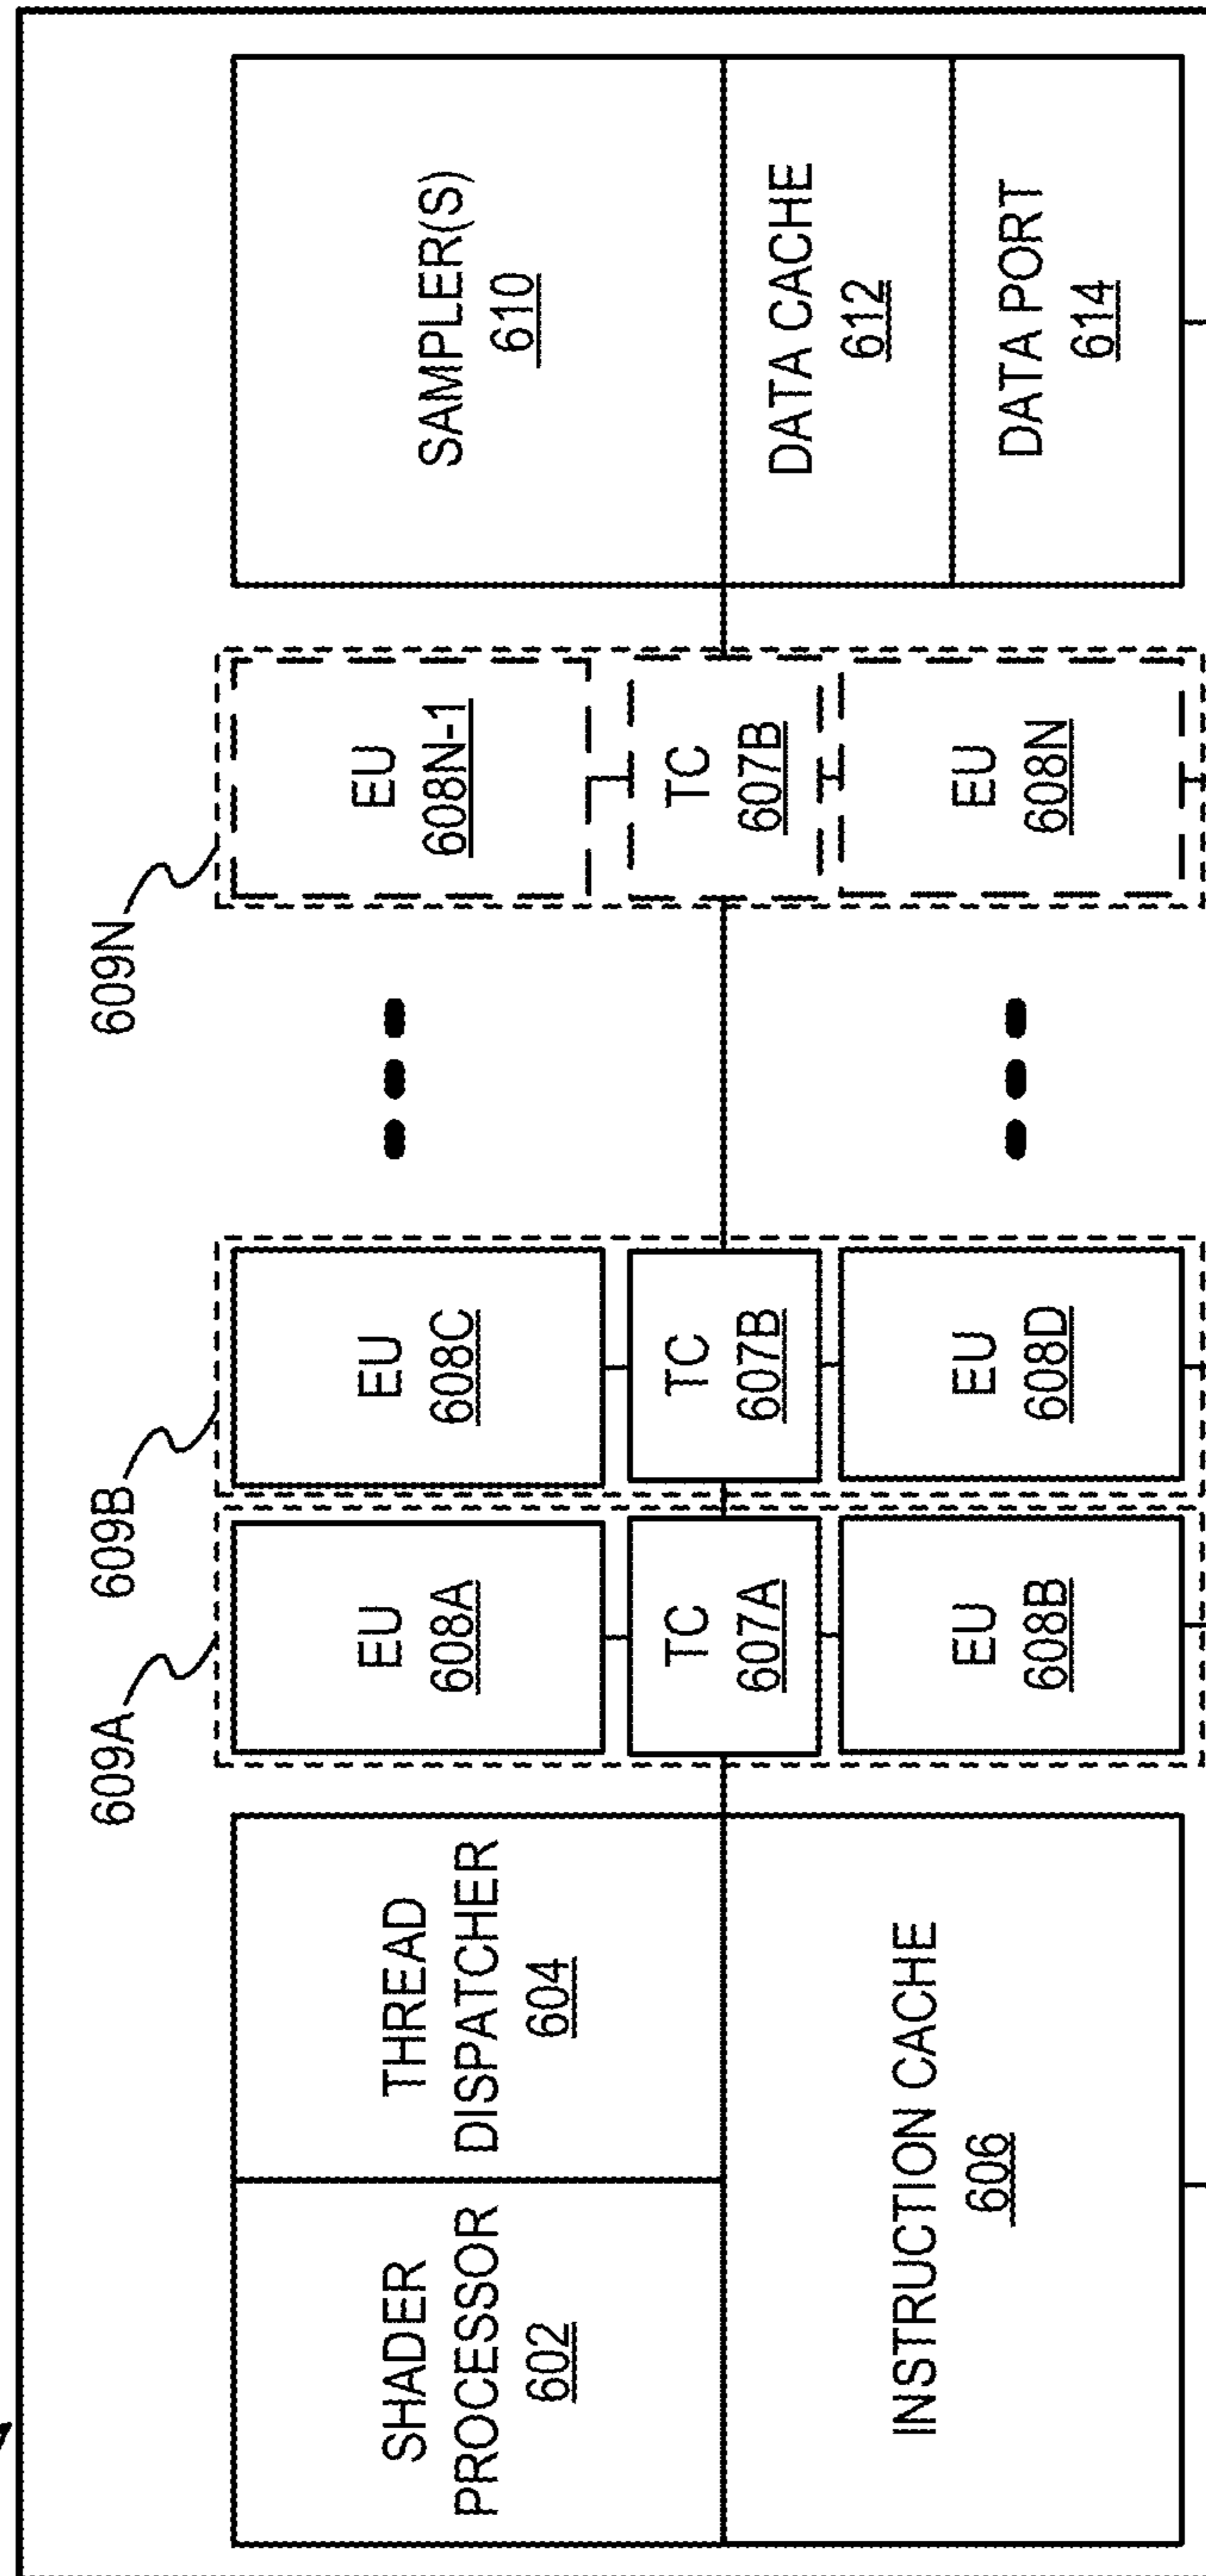 609A
609B
609N
SHADER
PROCESSOR
602
THREAD
DISPATCHER
604
INSTRUCTION CACHE
606
EU
608A
TC
607A
EU
608B
EU
608C
TC
607B
EU
608D
EU
608N-1
TC
607B
EU
608N
SAMPLER(S)
610
DATA CACHE
612
DATA PORT
614